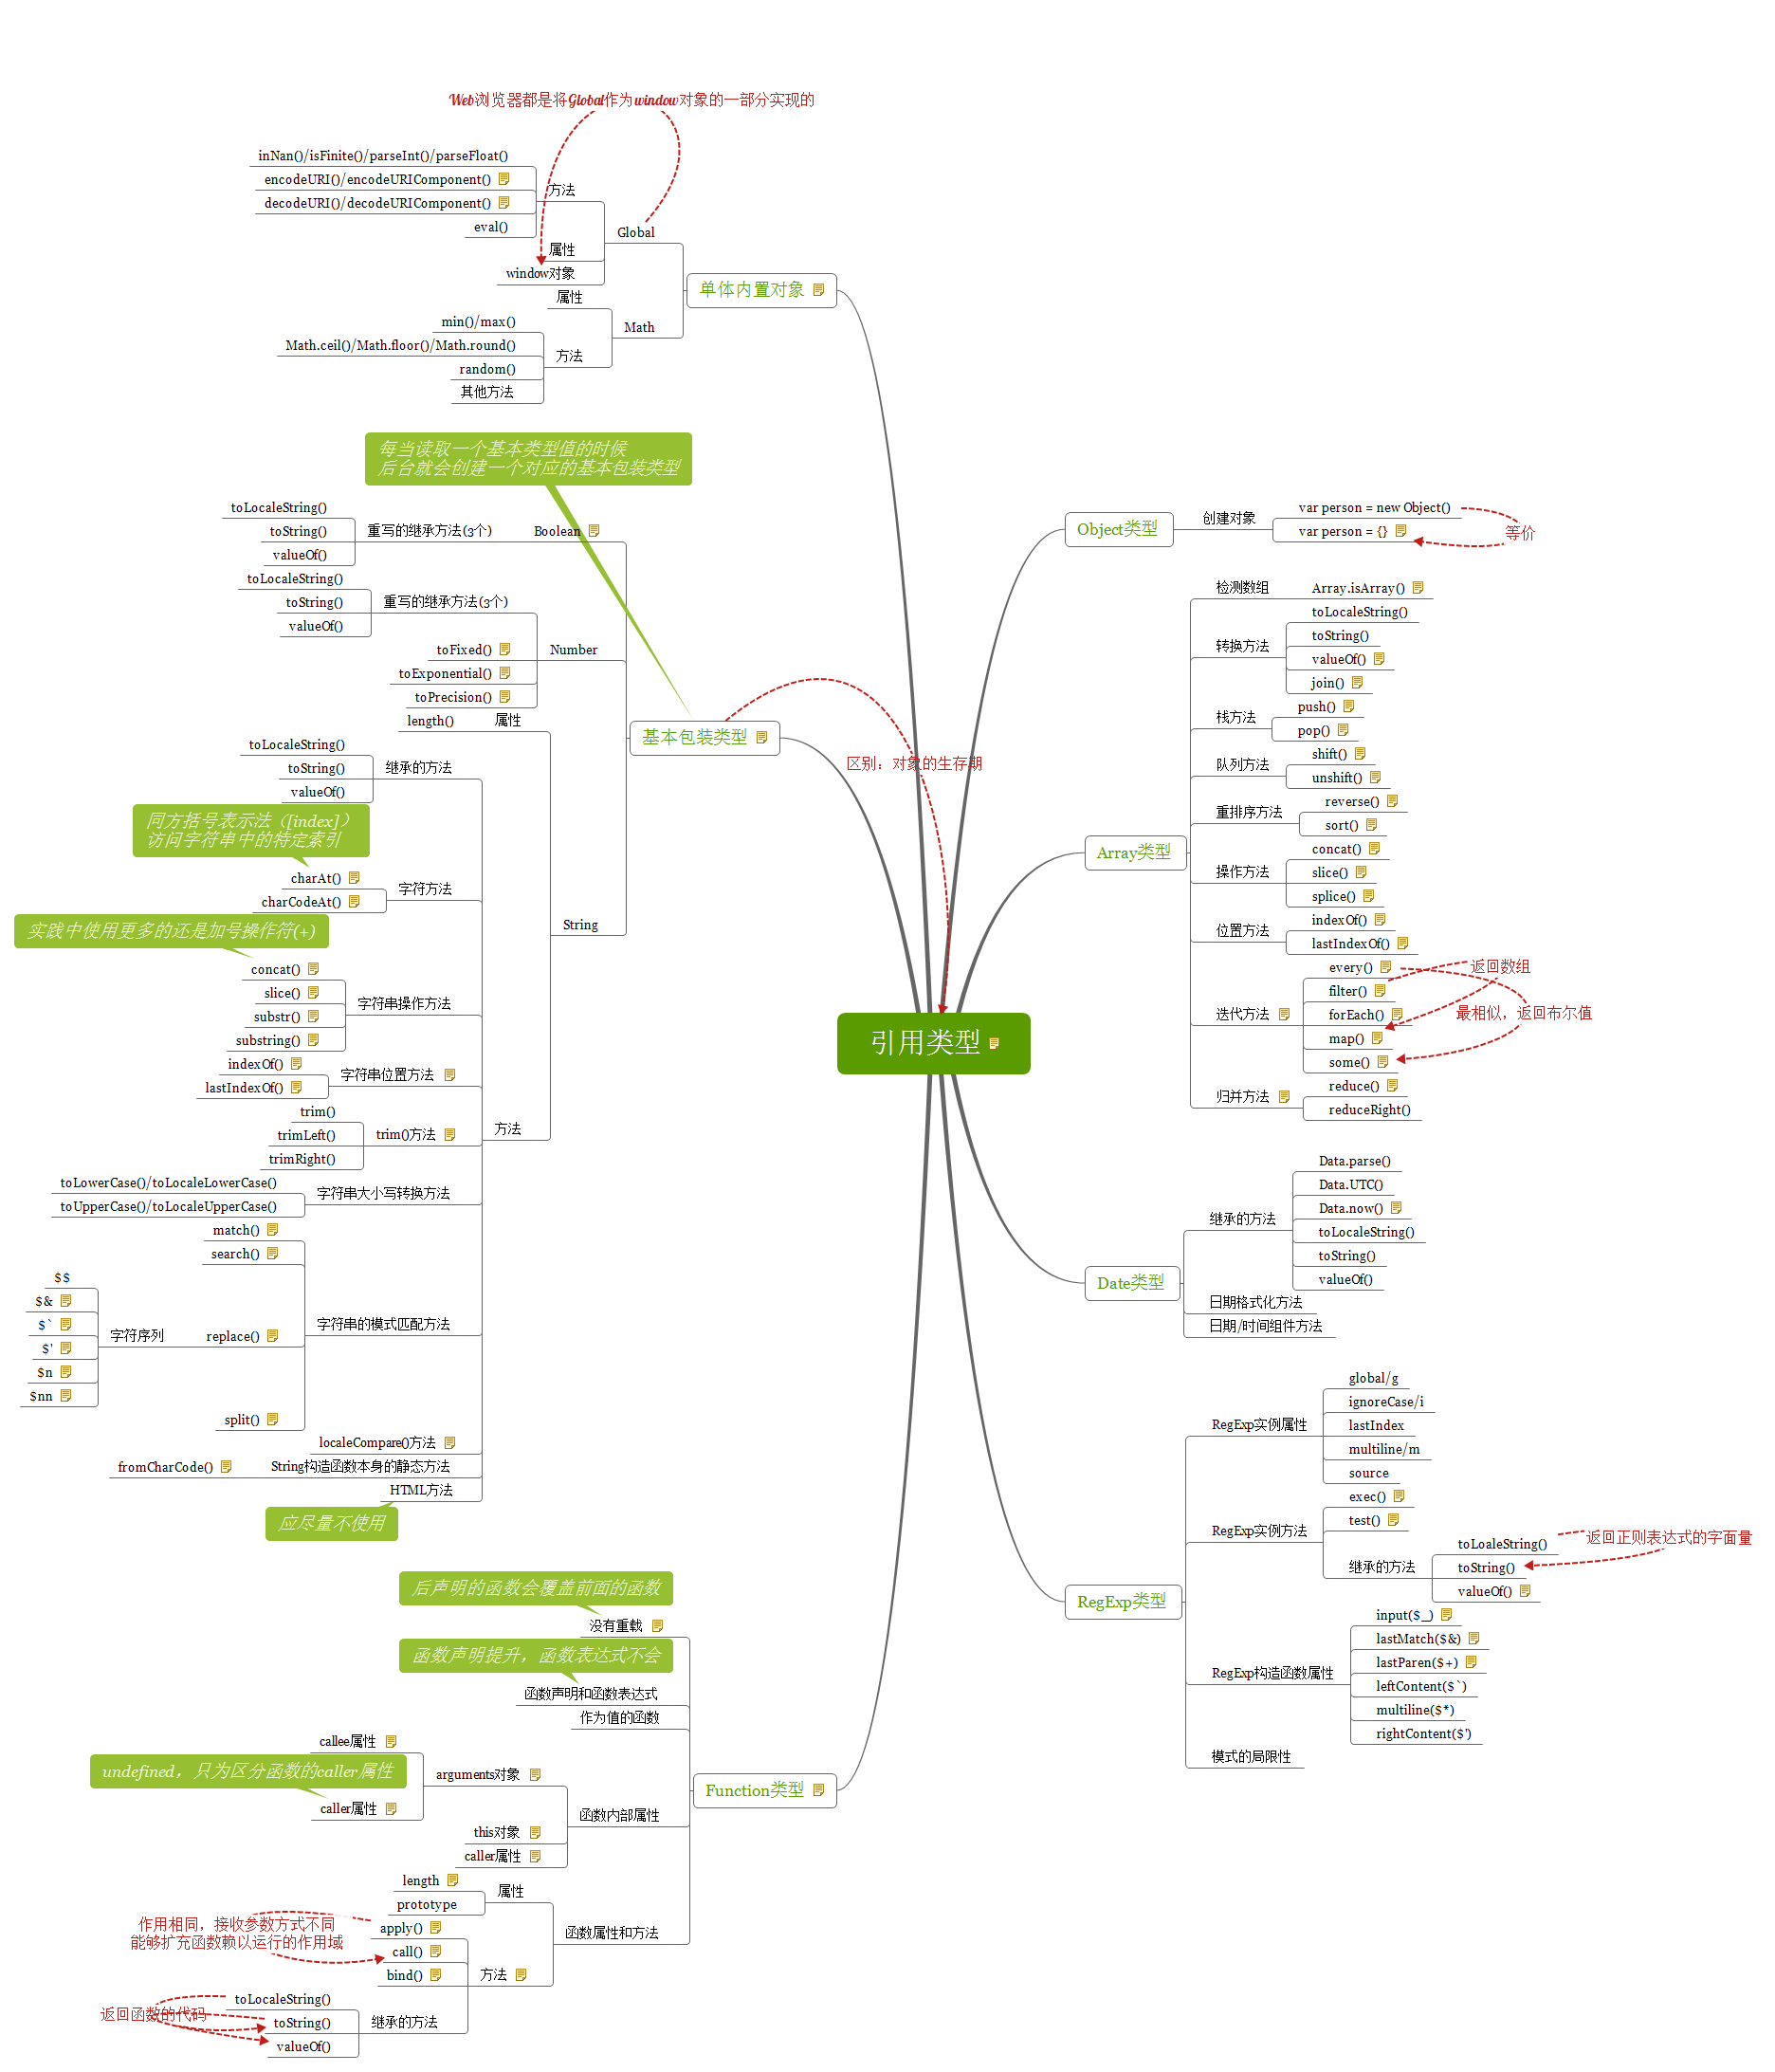 Web浏览器都是将Global作为window对象的一部分实现的
inNan()/isFinite()/parseInt()/parseFloat()
encodeURI()/encodeURIComponent()
decodeURI()/decodeURIComponent()
eval()
方法
属性
window对象
Global
属性
min()/max()
Math.ceil()/Math.floor()/Math.round()
random()
其他方法
方法
Math
单体内置对象
每当读取一个基本类型值的时候
后台就会创建一个对应的基本包装类型
toLocaleString()
toString()
valueOf()
重写的继承方法(3个)
Boolean
toLocaleString()
toString()
valueOf()
重写的继承方法(3个)
toFixed()
toExponential()
toPrecision()
Number
length()
属性
toLocaleString()
toString()
valueOf()
继承的方法
同方括号表示法（[index]）
访问字符串中的特定索引
charAt()
charCodeAt()
字符方法
实践中使用更多的还是加号操作符(+)
concat()
slice()
substr()
substring()
字符串操作方法
indexOf()
lastIndexOf()
字符串位置方法
trim()
trimLeft()
trimRight()
trim()方法
toLowerCase()/toLocaleLowerCase()
toUpperCase()/toLocaleUpperCase()
字符串大小写转换方法
match()
search()
$$
$&
$`
$'
$n
$nn
字符序列
replace()
split()
字符串的模式匹配方法
localeCompare()方法
fromCharCode()
String构造函数本身的静态方法
HTML方法
应尽量不使用
方法
String
基本包装类型
区别：对象的生存期
后声明的函数会覆盖前面的函数
没有重载
函数声明提升，函数表达式不会
函数声明和函数表达式
作为值的函数
callee属性
undefined，只为区分函数的caller属性
caller属性
arguments对象
this对象
caller属性
函数内部属性
length
prototype
属性
作用相同，接收参数方式不同
能够扩充函数赖以运行的作用域
apply()
call()
bind()
返回函数的代码
toLocaleString()
toString()
valueOf()
继承的方法
方法
函数属性和方法
Function类型
引用类型
Object类型
创建对象
var person = new Object()
var person = {}
等价
Array类型
检测数组
Array.isArray()
转换方法
toLocaleString()
toString()
valueOf()
join()
栈方法
push()
pop()
队列方法
shift()
unshift()
重排序方法
reverse()
sort()
操作方法
concat()
slice()
splice()
位置方法
indexOf()
lastIndexOf()
迭代方法
every()
filter()
forEach()
map()
some()
返回数组
最相似，返回布尔值
归并方法
reduce()
reduceRight()
Date类型
继承的方法
Data.parse()
Data.UTC()
Data.now()
toLocaleString()
toString()
valueOf()
日期格式化方法
日期/时间组件方法
RegExp类型
RegExp实例属性
global/g
ignoreCase/i
lastIndex
multiline/m
source
RegExp实例方法
exec()
test()
继承的方法
toLoaleString()
toString()
valueOf()
返回正则表达式的字面量
RegExp构造函数属性
input($_)
lastMatch($&)
lastParen($+)
leftContent($`)
multiline($*)
rightContent($')
模式的局限性